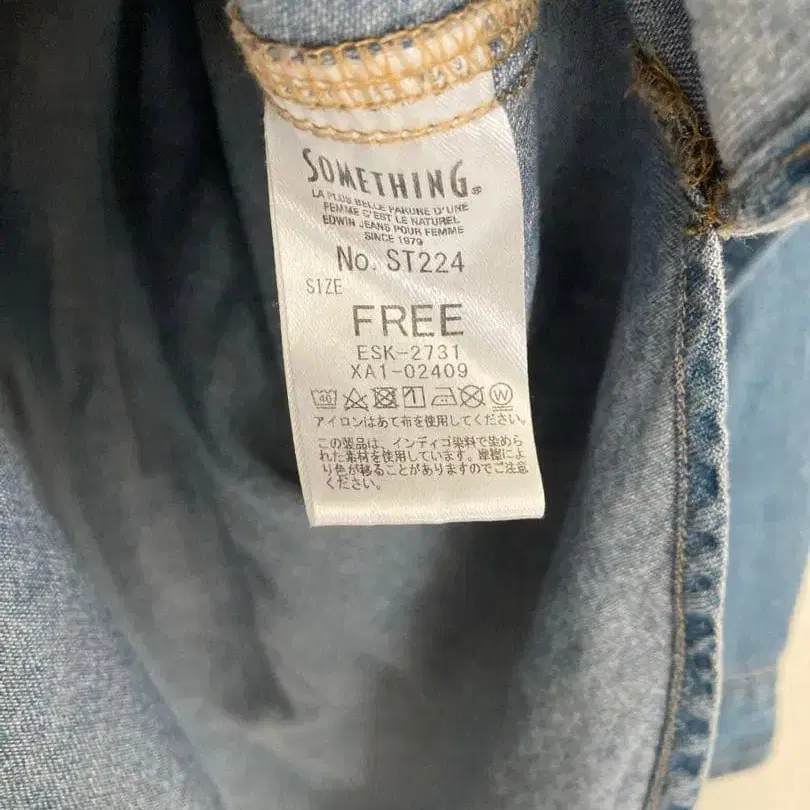 SOMETHING®
LA PLUS BELLE PARURE D'UNE
FEMME C'EST LE NATUREL
EDWIN JEANS POUR FEMME
SINCE 1979
No. ST224
SIZE
FREE
ESK-2731
XA1-02409
40 W
アイロンはあて布を使用してください。
この製品は、インディゴ染料で染めら
れた素材を使用しています。摩擦によ
り色が移ることがありますのでご注意
ください。